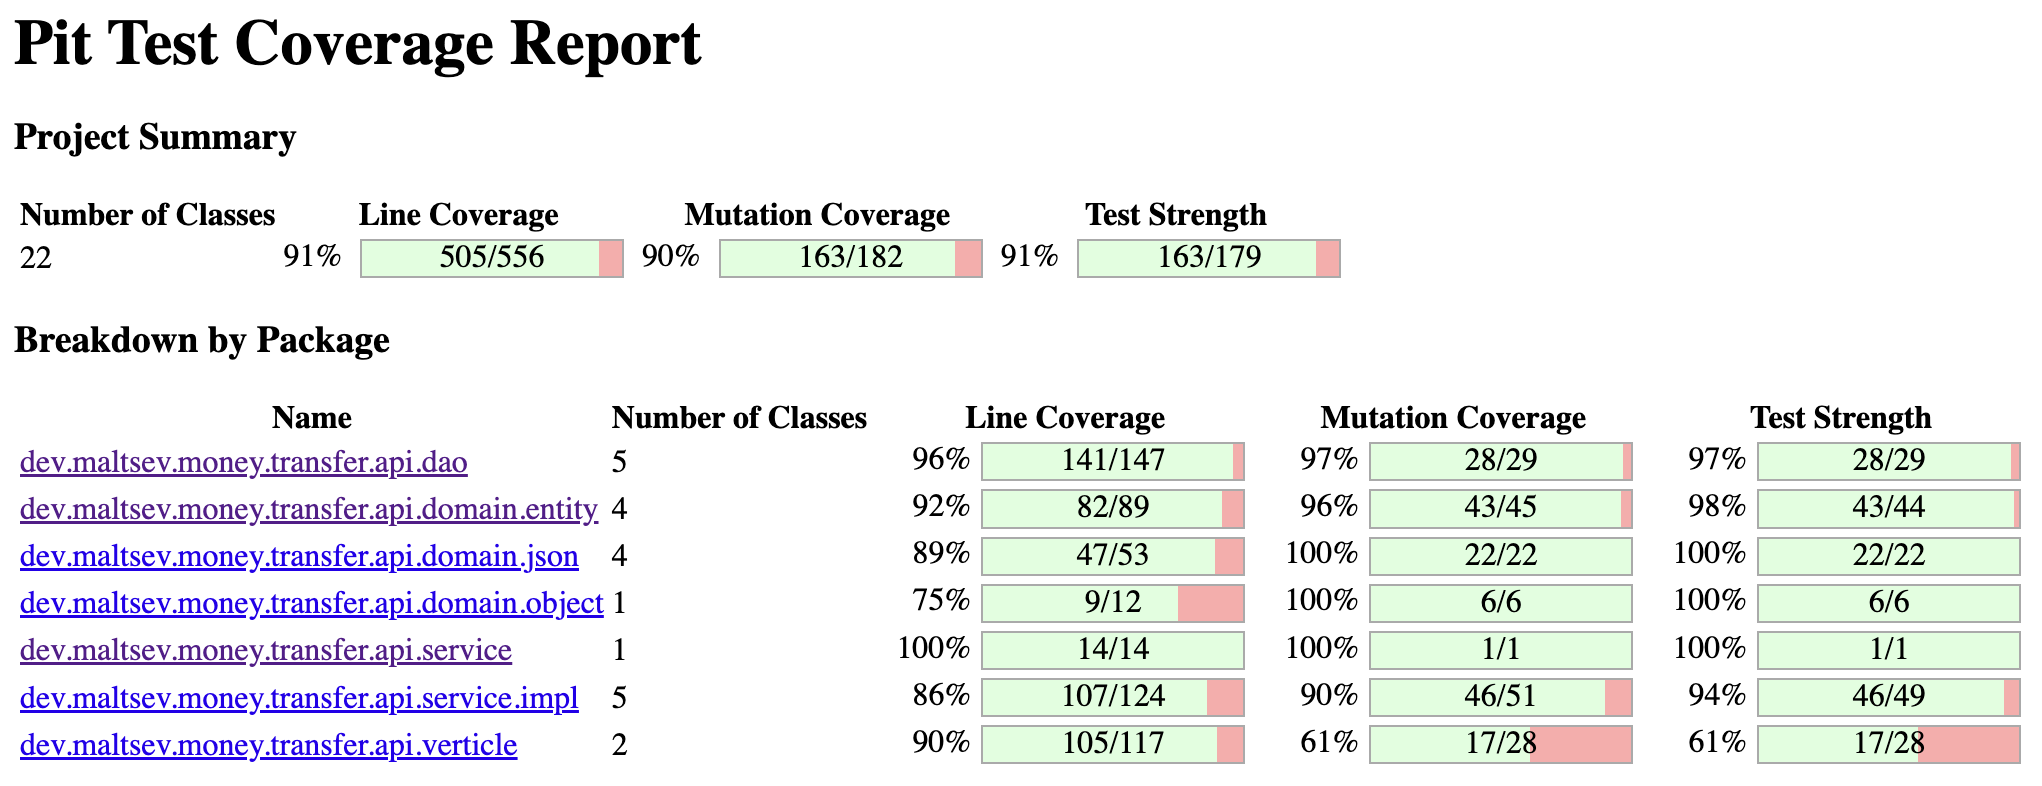 Pit Test Coverage Report
Project Summary
Number of Classes Line Coverage Mutation Coverage Test Strength
22 91% 505/556 90% 163/182 91% 163/179
Breakdown by Package
Name Number of Classes Line Coverage Mutation Coverage Test Strength
dev.maltsev.money.transfer.api.dao 5 96% 141/147 97% 28/29 97% 28/29
dev.maltsev.money.transfer.api.domain.entity 4 92% 82/89 96% 43/45 98% 43/44
dev.maltsev.money.transfer.api.domain.json 4 89% 47/53 100% 22/22 100% 22/22
dev.maltsev.money.transfer.api.domain.object 1 75% 9/12 100% 6/6 100% 6/6
dev.maltsev.money.transfer.api.service 1 100% 14/14 100% 1/1 100% 1/1
dev.maltsev.money.transfer.api.service.impl 5 86% 107/124 90% 46/51 94% 46/49
dev.maltsev.money.transfer.api.verticle 2 90% 105/117 61% 17/28 61% 17/28